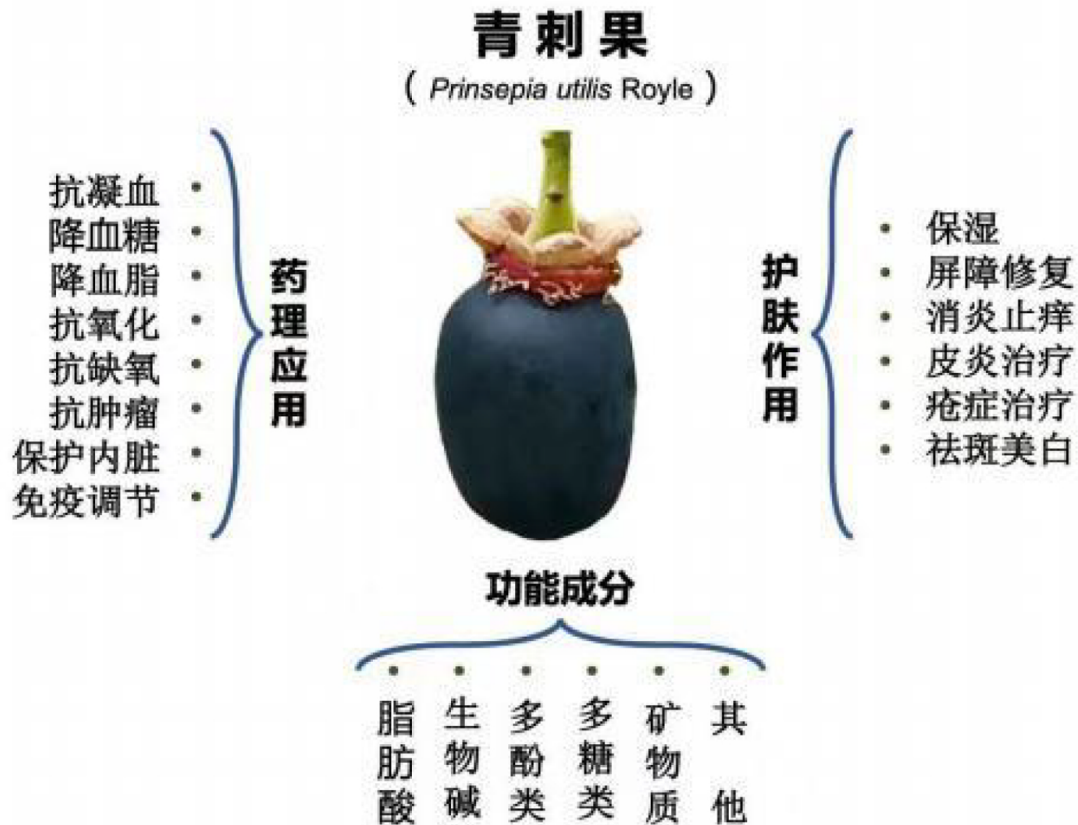 青刺果
( Prinsepia utilis Royle )
抗凝血
降血糖
降血脂
抗氧化
抗缺氧
抗肿瘤
保护内脏
免疫调节
药理应用
护肤作用
保湿
屏障修复
消炎止痒
皮炎治疗
疮症治疗
祛斑美白
功能成分
脂肪酸
生物碱
多酚类
多糖类
矿物质
其他